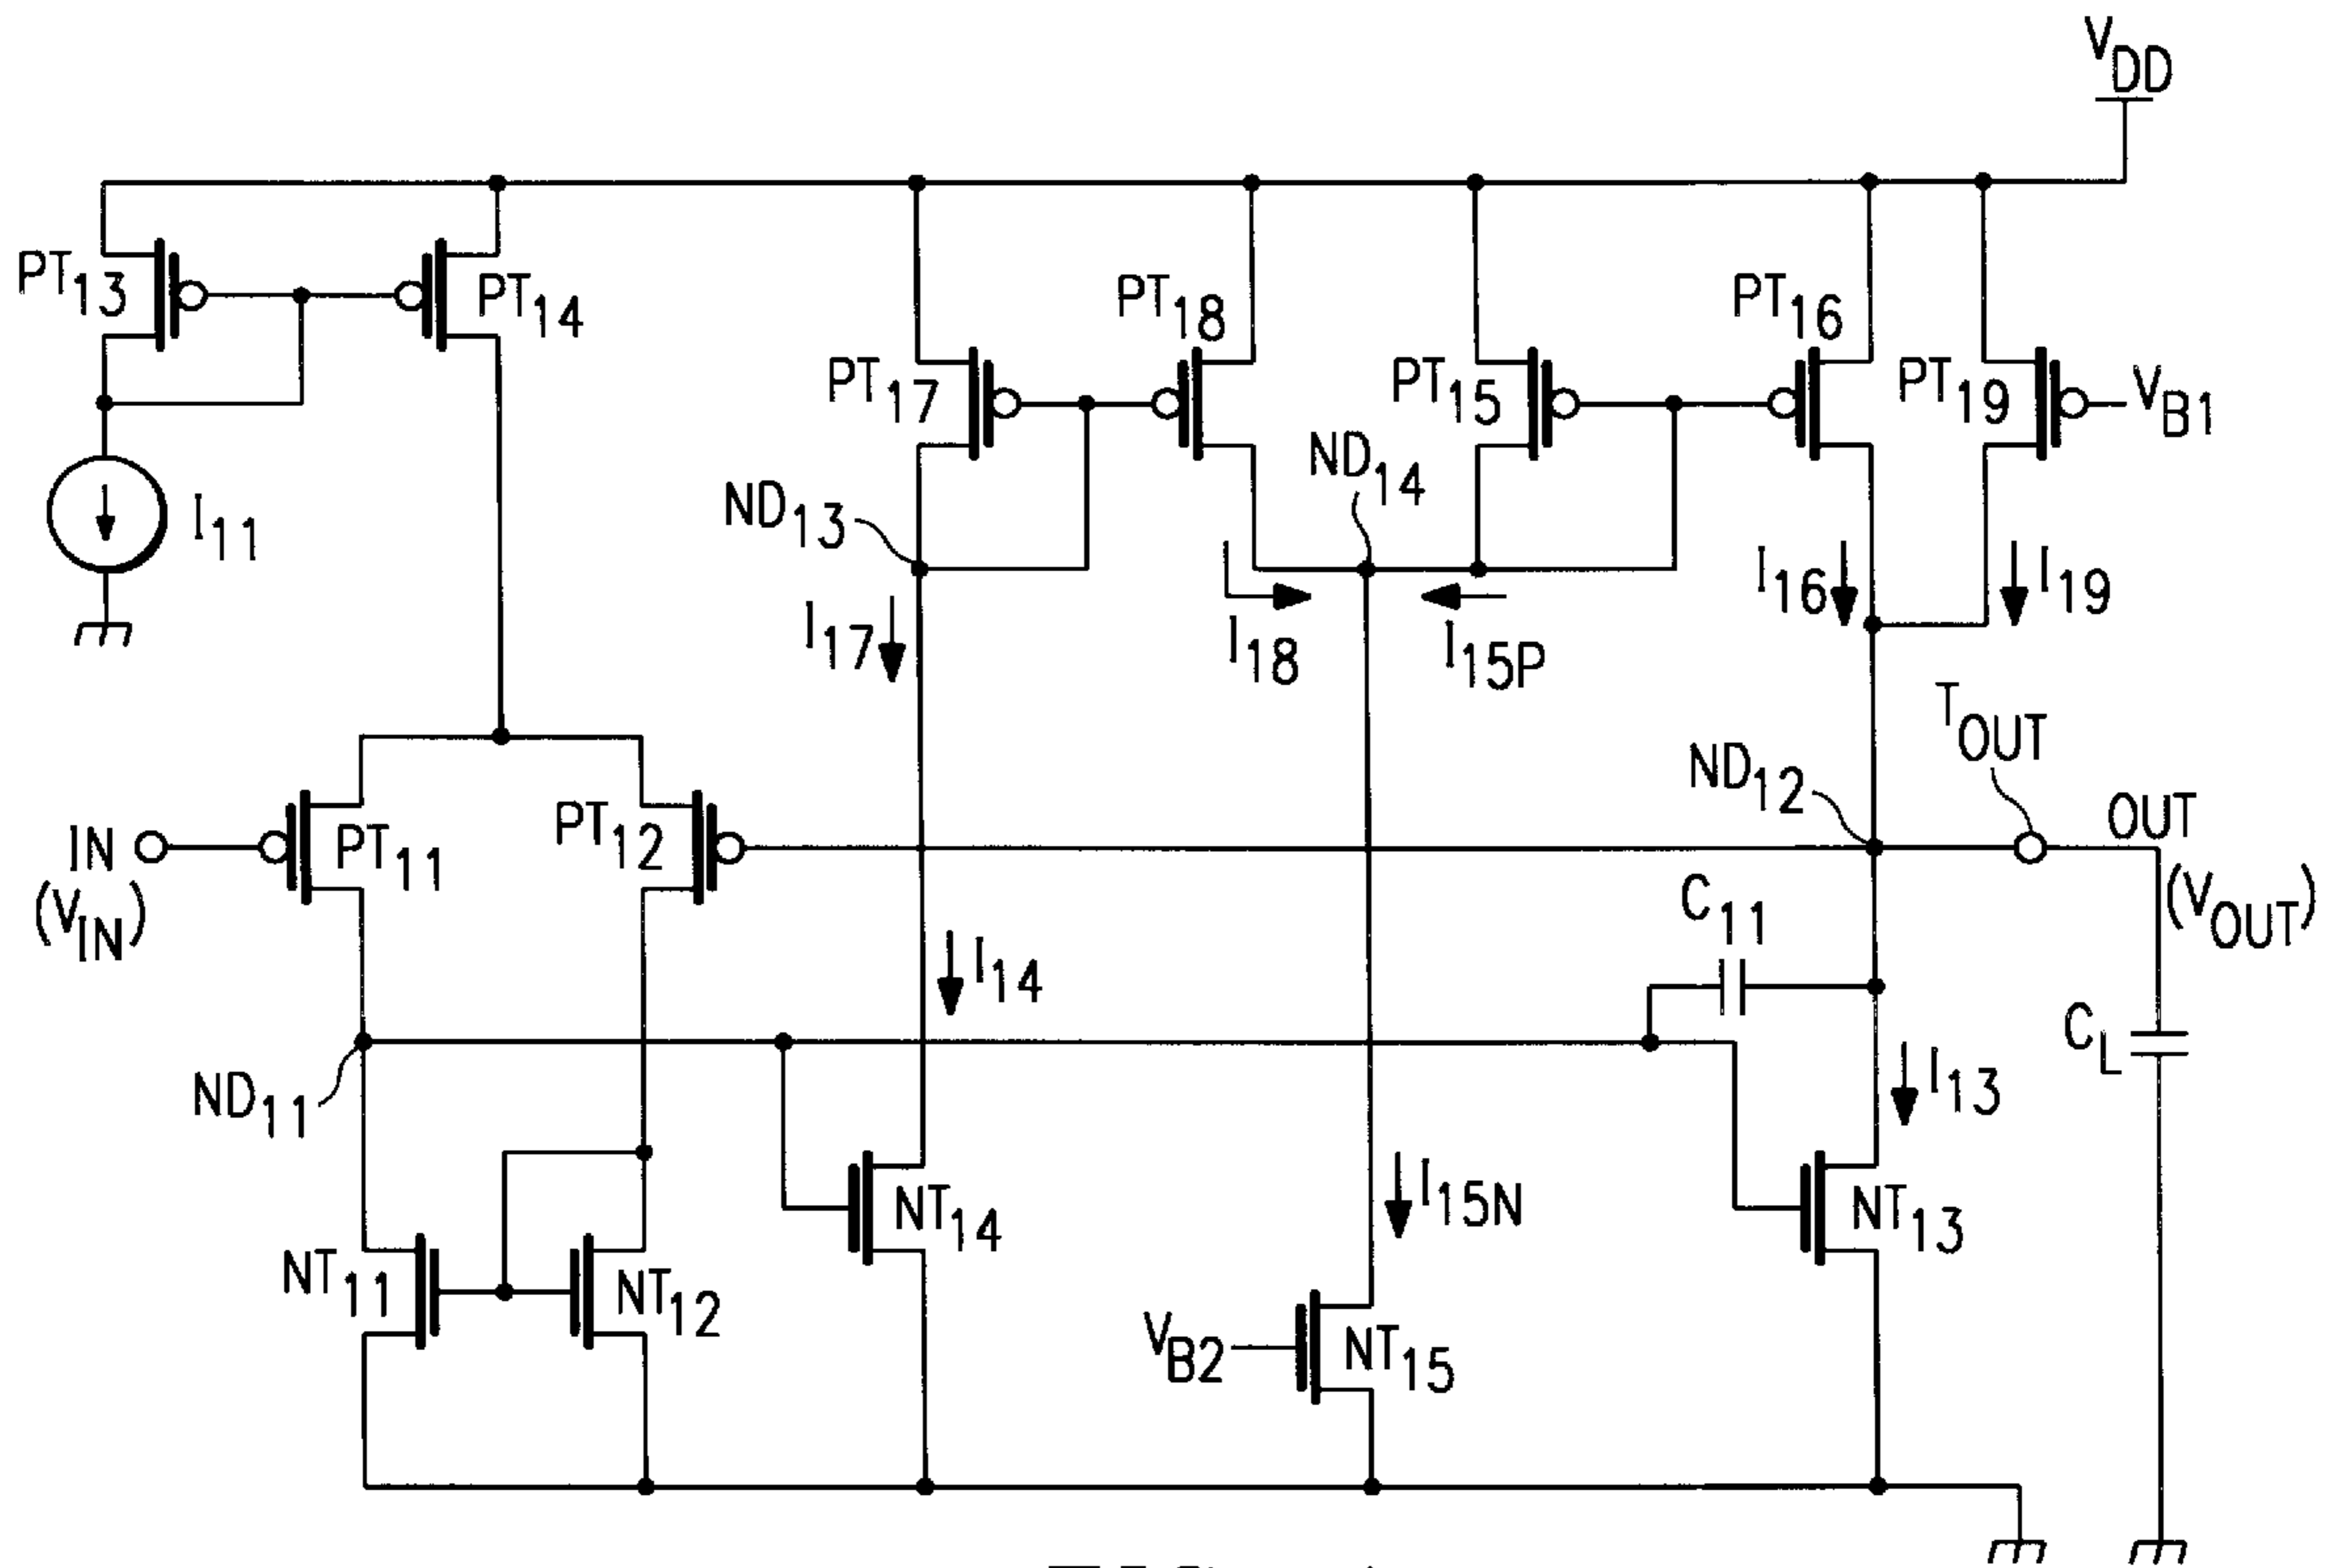 VDD
PT13
PT14
PT18
PT16
PT17
PT15
PT19
VB1
ND14
ND13
I11
I17
I18
I15P
I16
I19
TOUT
ND12
OUT
IN
PT11
PT12
(VIN)
C11
(VOUT)
I14
CL
ND11
I13
I15N
NT14
NT13
NT11
NT12
VB2
NT15